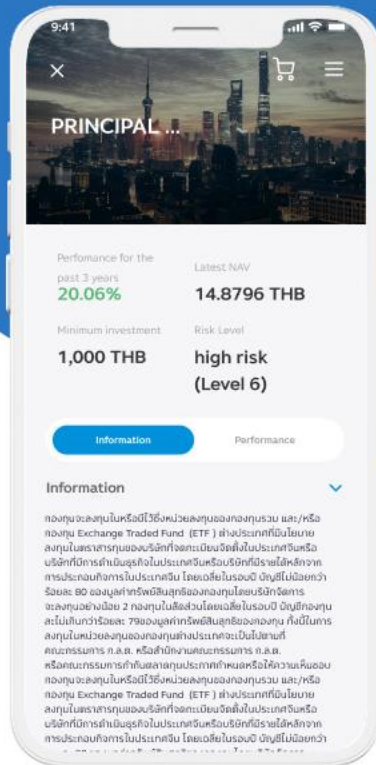 9:41
PRINCIPAL ...
Perfomance for the
past 3 years
20.06%
Latest NAV
14.8796 THB
Minimum investment
1,000 THB
Risk Level
high risk
(Level 6)
Information
Performance
Information
กองทุนจะลงทุนในหรือมีไว้ซึ่งหน่วยลงทุนของกองทุนรวม และ/หรือ
กองทุน Exchange Traded Fund (ETF ) ต่างประเทศที่มีนโยบาย
ลงทุนในตราสารทุนของบริษัทที่จดทะเบียนจัดตั้งในประเทศจีนหรือ
บริษัทที่มีการดำเนินธุรกิจในประเทศจีนหรือบริษัทที่มีรายได้หลักจาก
การประกอบกิจการในประเทศจีน โดยเฉลี่ยในรอบปี บัญชีไม่น้อยกว่า
ร้อยละ 80 ของมูลค่าทรัพย์สินสุทธิของกองทุนโดยบริษัทจัดการ
จะลงทุนอย่างน้อย 2 กองทุนในสัดส่วนโดยเฉลี่ยในรอบปี บัญชีกองทุน
ละไม่เกินกว่าร้อยละ 79ของมูลค่าทรัพย์สินสุทธิของกองทุน ทั้งนี้ในการ
ลงทุนในหน่วยลงทุนของกองทุนต่างประเทศจะเป็นไปตามที่
คณะกรรมการ ก.ล.ต. หรือสำนักงานคณะกรรมการ ก.ล.ต.
หรือคณะกรรมการกำกับตลาดทุนประกาศกำหนดหรือให้ความเห็นชอบ
กองทุนจะลงทุนในหรือมีไว้ซึ่งหน่วยลงทุนของกองทุนรวม และ/หรือ
กองทุน Exchange Traded Fund (ETF ) ต่างประเทศที่มีนโยบาย
ลงทุนในตราสารทุนของบริษัทที่จดทะเบียนจัดตั้งในประเทศจีนหรือ
บริษัทที่มีการดำเนินธุรกิจในประเทศจีนหรือบริษัทที่มีรายได้หลักจาก
การประกอบกิจการในประเทศจีน โดยเฉลี่ยในรอบปี บัญชีไม่น้อยกว่า